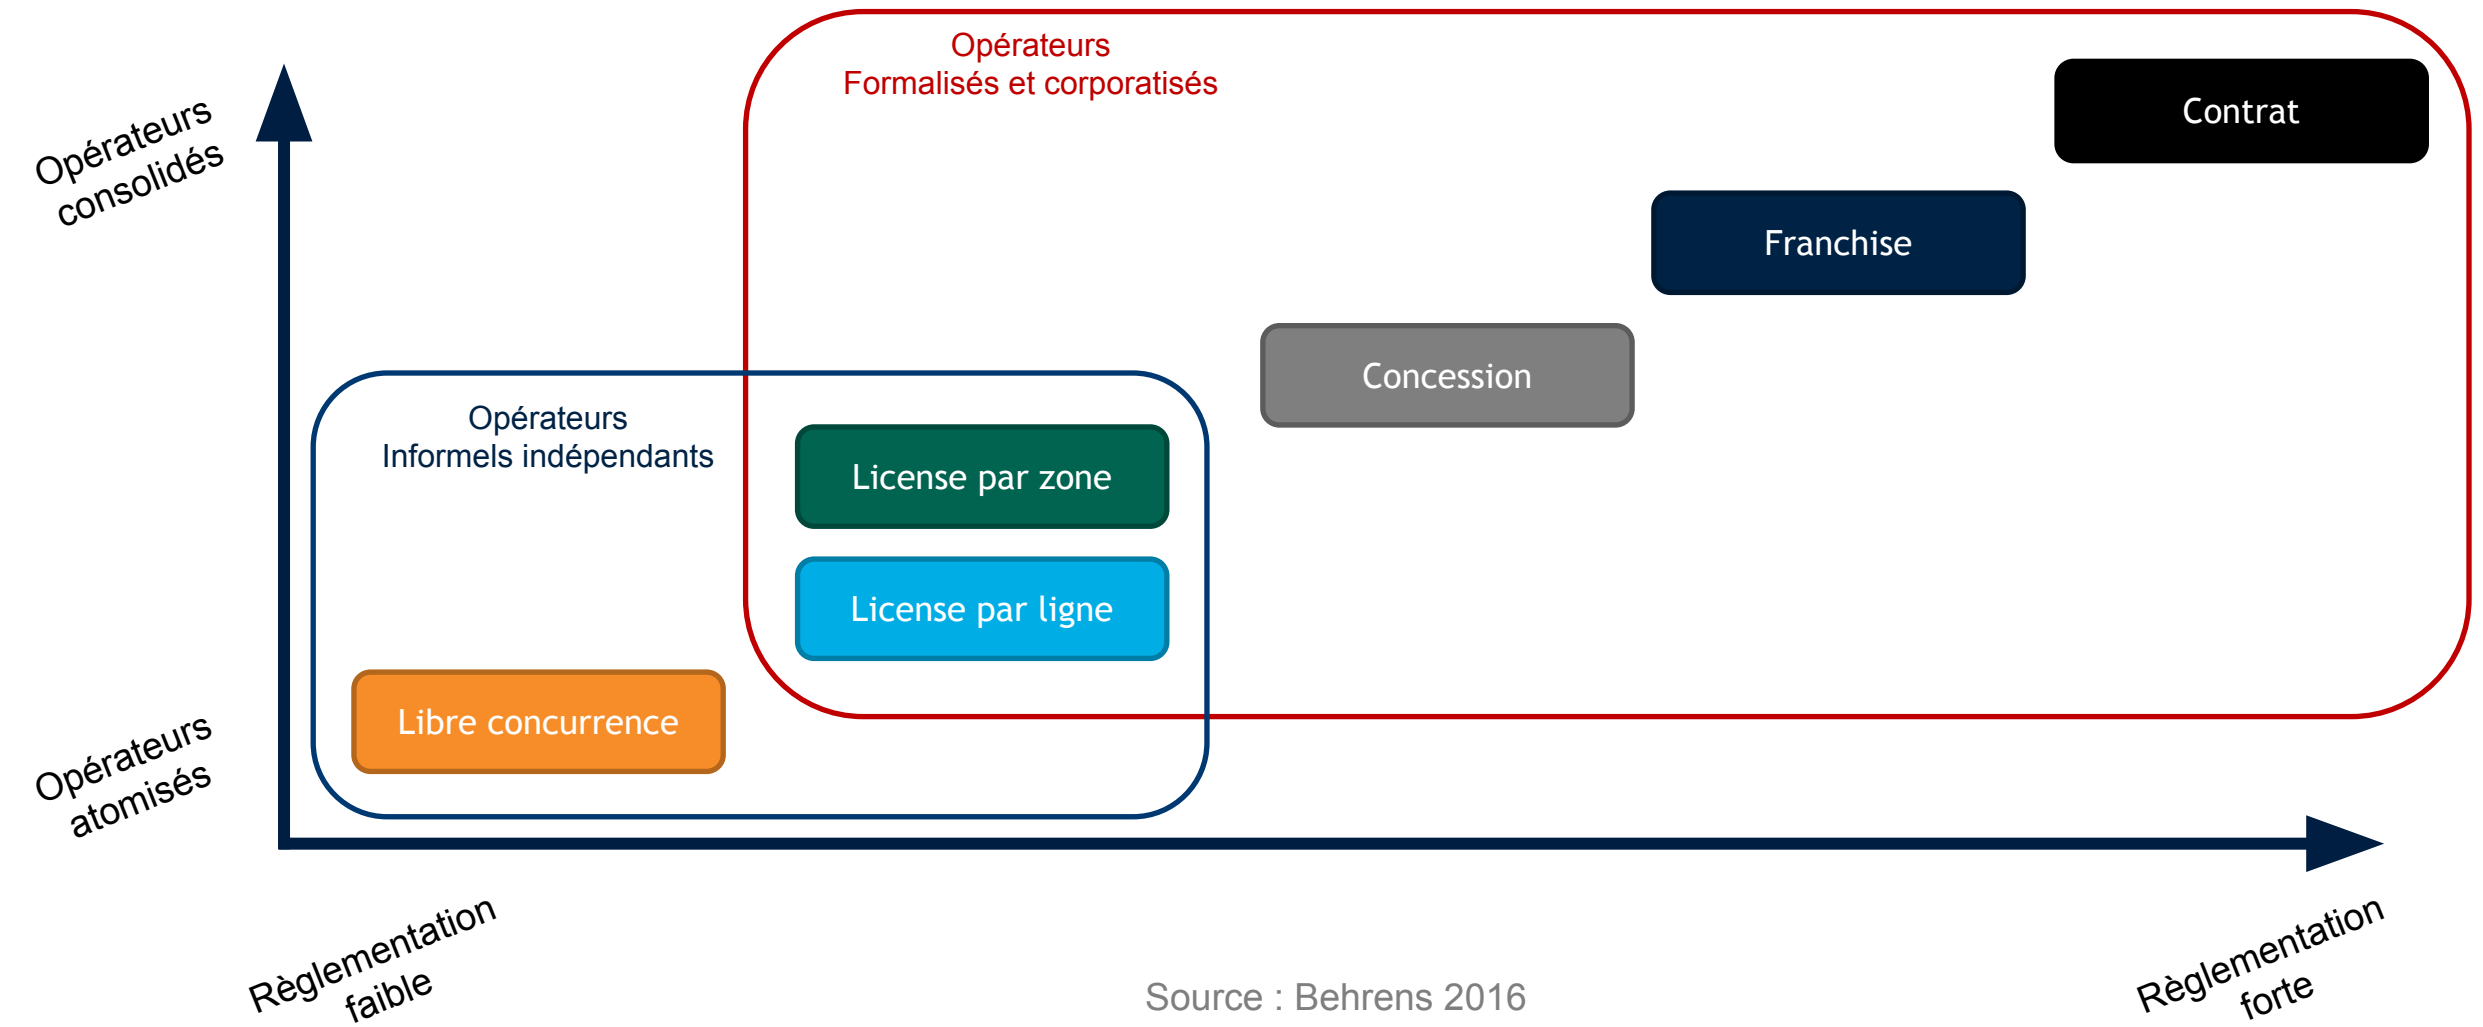 Opérateurs
Formalisés et corporatisés
Contrat
Opérateurs
consolidés
Franchise
Concession
Opérateurs
Informels indépendants
License par zone
License par ligne
Libre concurrence
Opérateurs
atomisés
Règlementation
faible
Source : Behrens 2016
Règlementation
forte